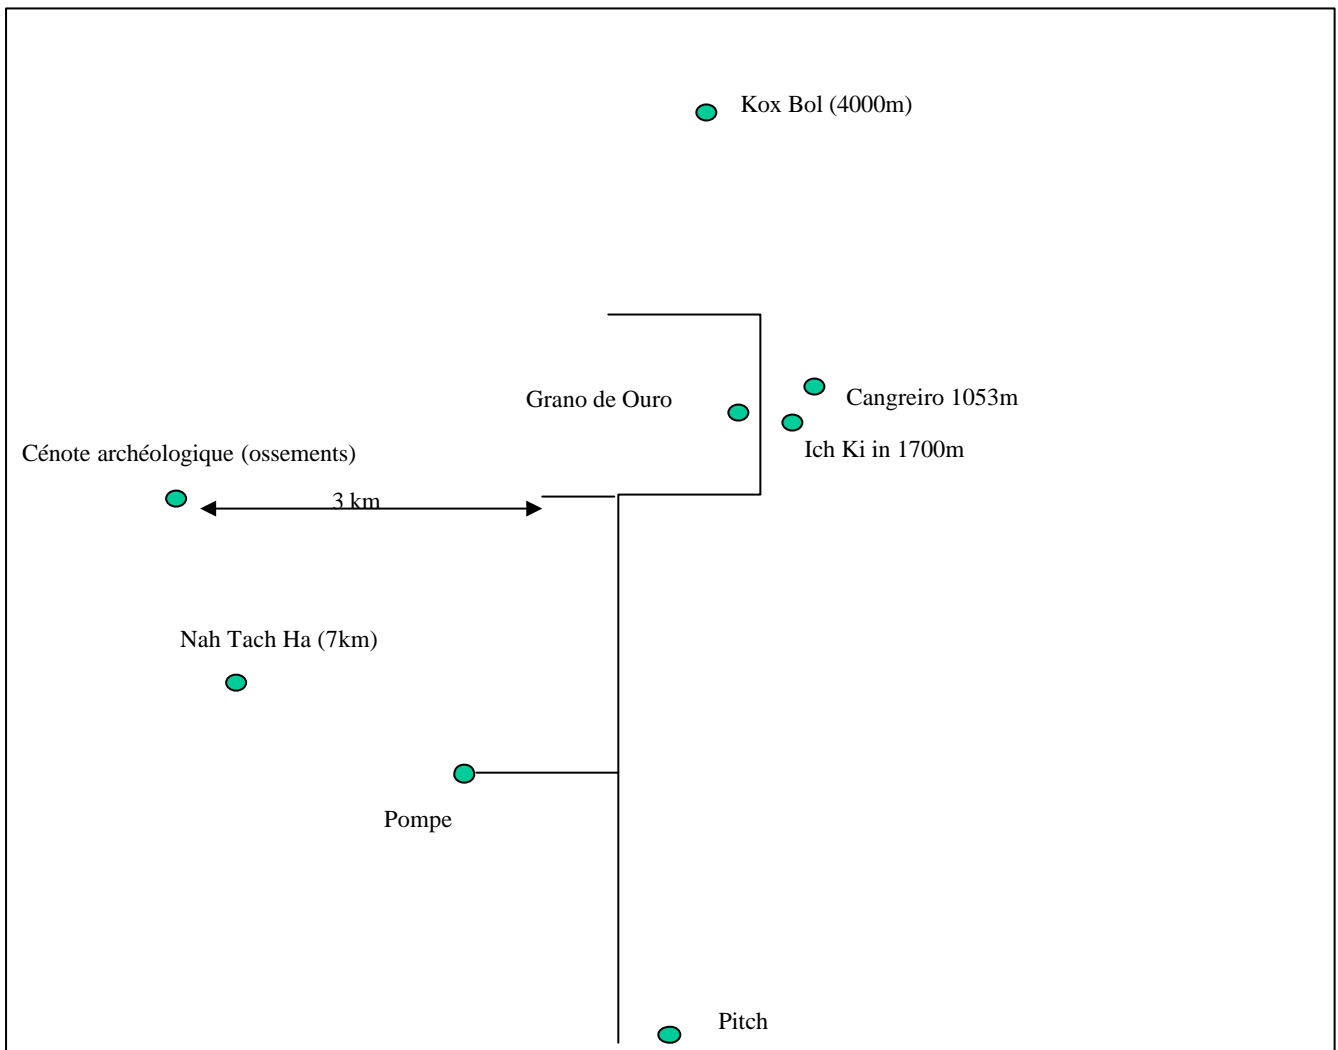 Kox Bol (4000m)
Grano de Ouro
Cangreiro 1053m
Ich Ki in 1700m
Cénote archéologique (ossements)
3 km
Nah Tach Ha (7km)
Pompe
Pitch